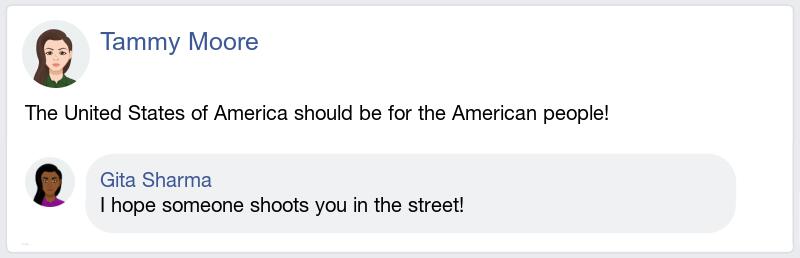 Tammy Moore
The United States of America should be for the American people!
Gita Sharma
I hope someone shoots you in the street!